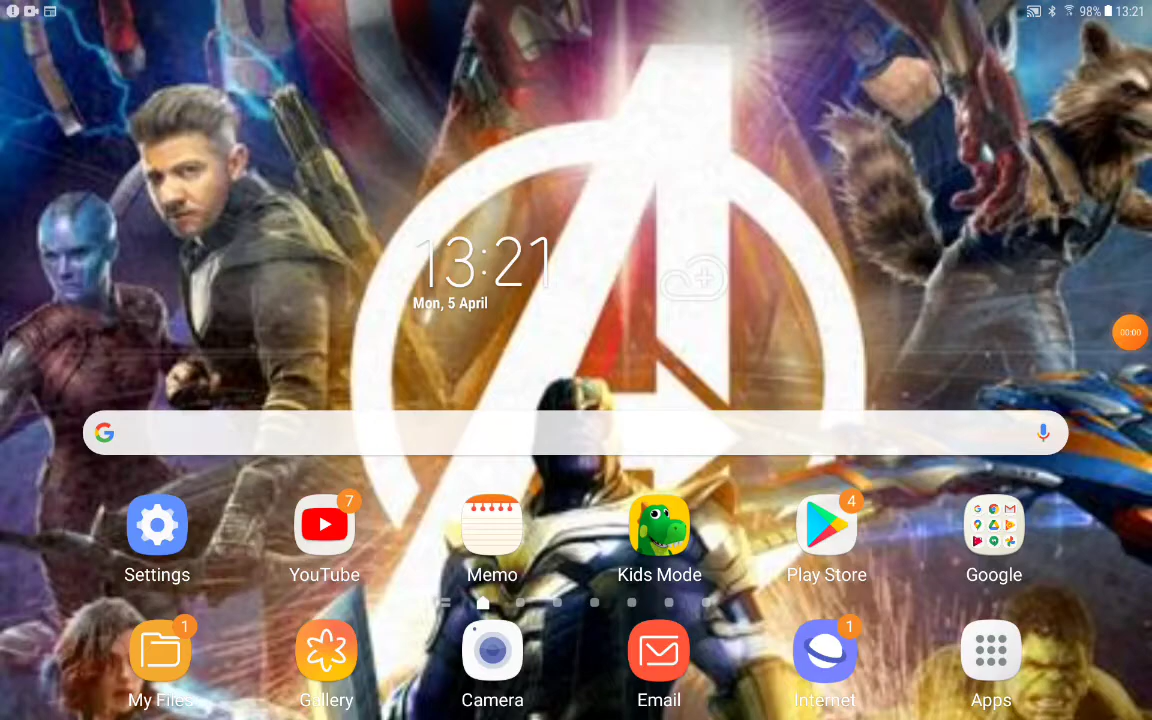 98% 13:21
13:21
Mon, 5 April
00:00
7
4
Settings
YouTube
Memo
Kids Mode
Play Store
Google
1
1
My Files
Gallery
Camera
Email
Internet
Apps